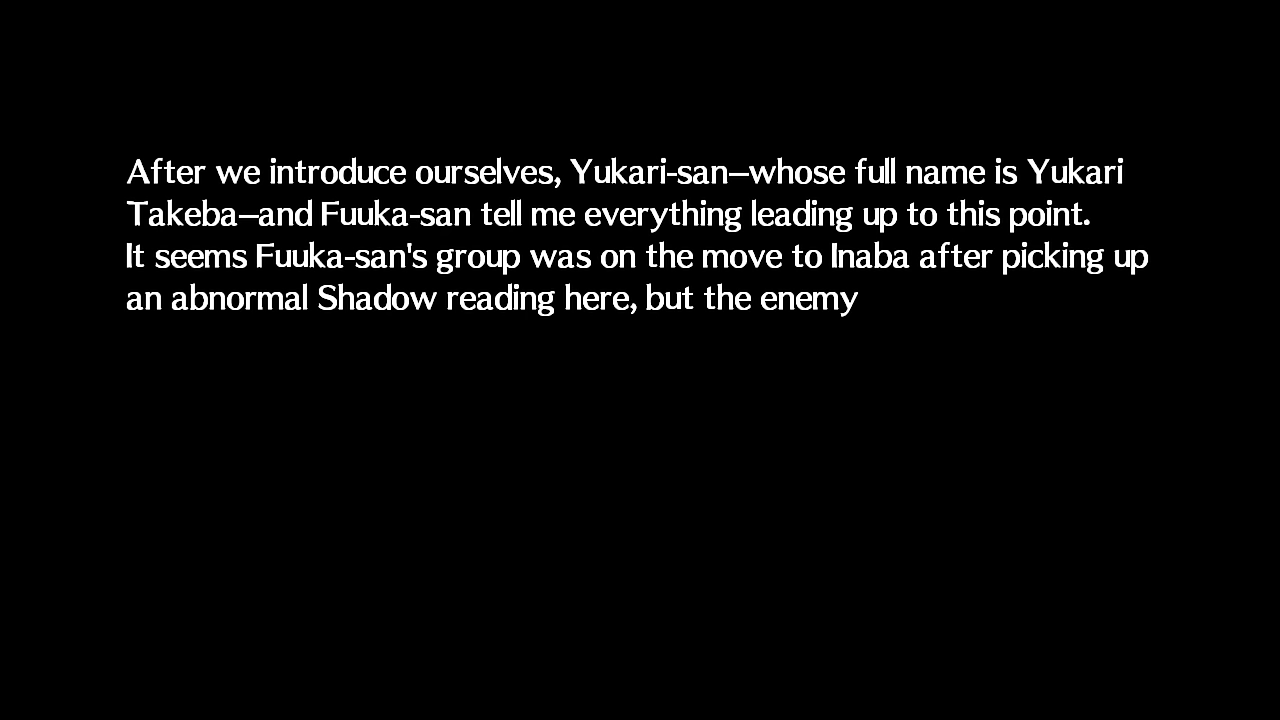 After we introduce ourselves, Yukari-san—whose full name is Yukari
Takeba—and Fuuka-san tell me everything leading up to this point.
It seems Fuuka-san's group was on the move to Inaba after picking up
an abnormal Shadow reading here, but the enemy